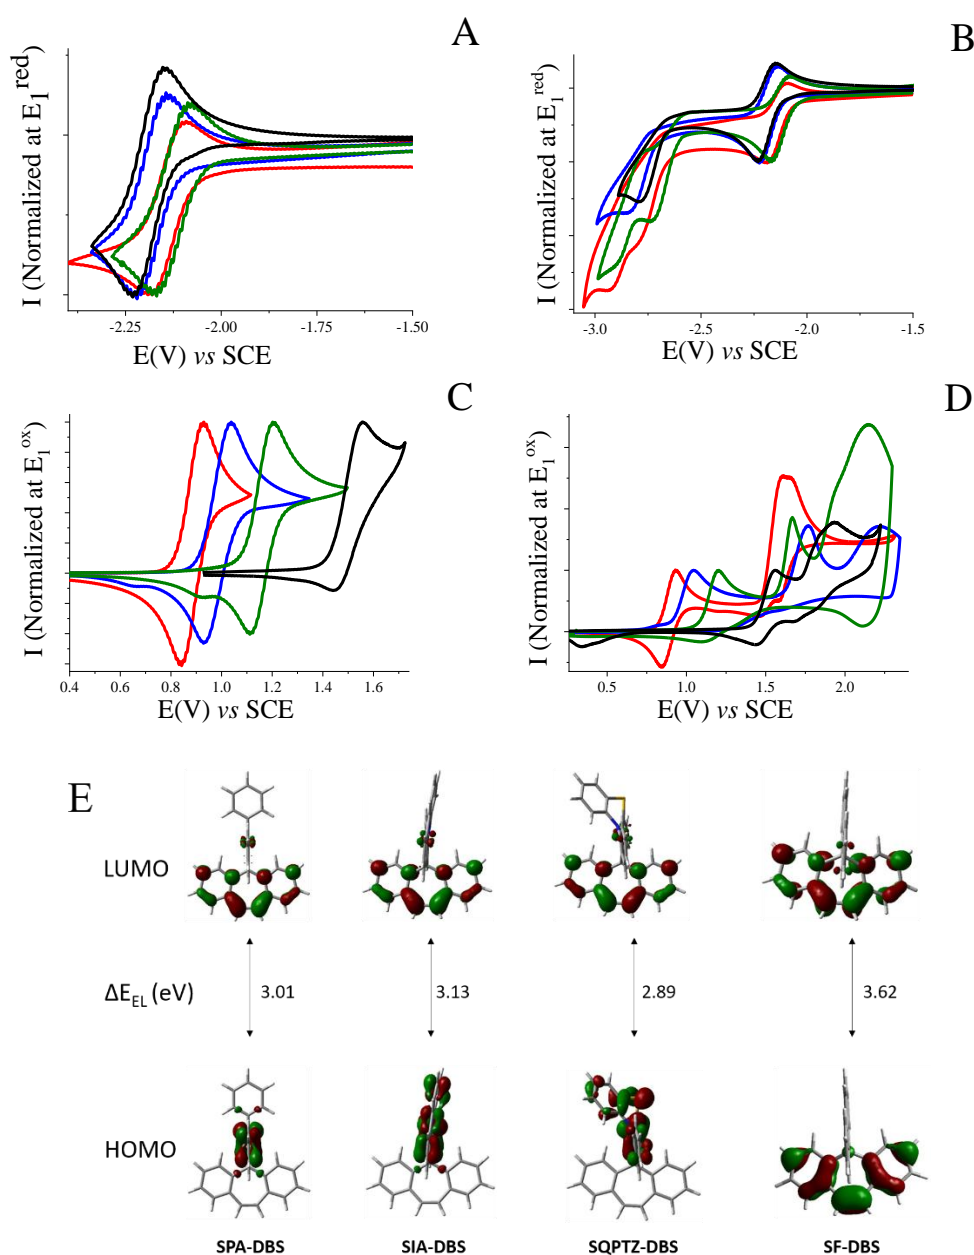 A
I (Normalized at E₁ʳᵉᵈ)
-2.25 -2.00 -1.75 -1.50
E(V) vs SCE
B
I (Normalized at E₁ʳᵉᵈ)
-3.0 -2.5 -2.0 -1.5
E(V) vs SCE
C
I (Normalized at E₁ᵒˣ)
0.4 0.6 0.8 1.0 1.2 1.4 1.6
E(V) vs SCE
D
I (Normalized at E₁ᵒˣ)
0.5 1.0 1.5 2.0
E(V) vs SCE
E
LUMO
ΔE_EL (eV) 3.01 3.13 2.89 3.62
HOMO
SPA-DBS SIA-DBS SQPTZ-DBS SF-DBS